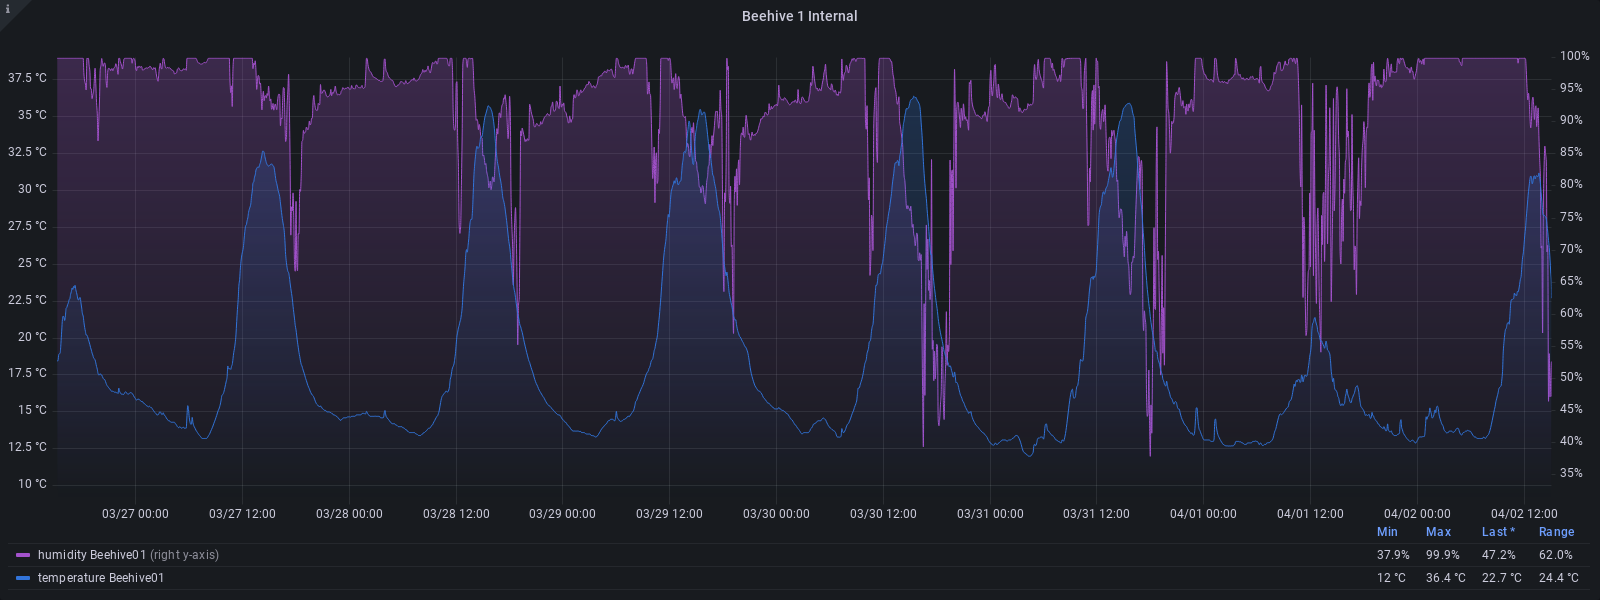 i
Beehive 1 Internal
37.5 °C
35 °C
32.5 °C
30 °C
27.5 °C
25 °C
22.5 °C
20 °C
17.5 °C
15 °C
12.5 °C
10 °C
100%
95%
90%
85%
80%
75%
70%
65%
60%
55%
50%
45%
40%
35%
03/27 00:00 03/27 12:00 03/28 00:00 03/28 12:00 03/29 00:00 03/29 12:00 03/30 00:00 03/30 12:00 03/31 00:00 03/31 12:00 04/01 00:00 04/01 12:00 04/02 00:00 04/02 12:00
Min Max Last * Range
humidity Beehive01 (right y-axis) 37.9% 99.9% 47.2% 62.0%
temperature Beehive01 12 °C 36.4 °C 22.7 °C 24.4 °C